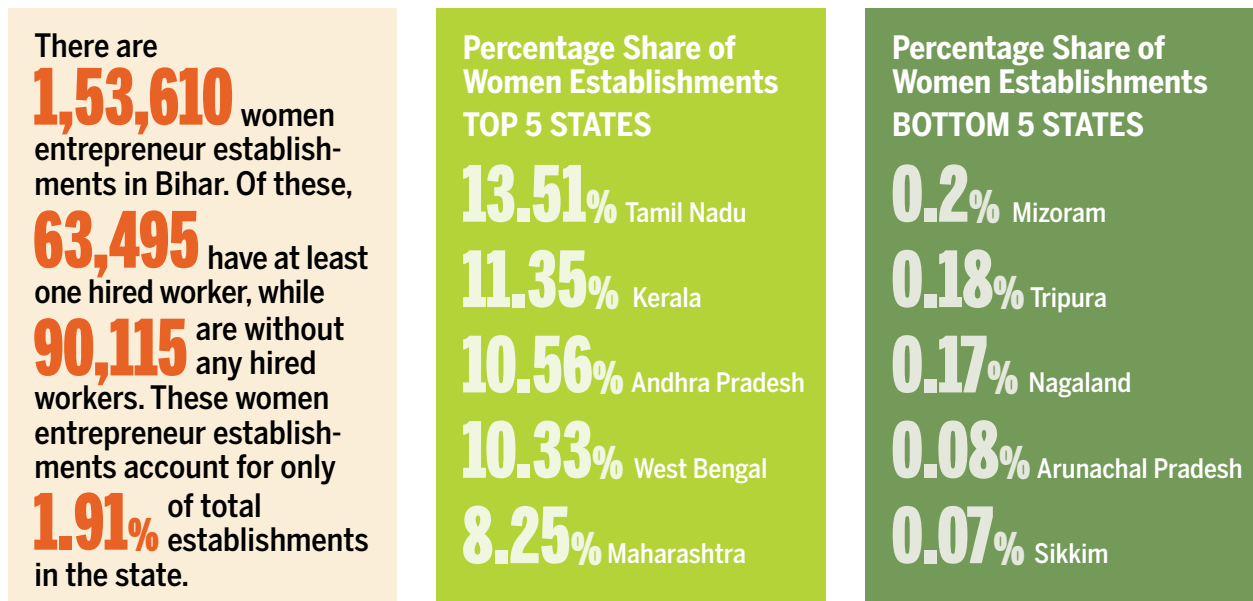 There are
1,53,610 women
entrepreneur establish-
ments in Bihar. Of these,
63,495 have at least
one hired worker, while
90,115 are without
any hired
workers. These women
entrepreneur establish-
ments account for only
1.91% of total
establishments
in the state.
Percentage Share of
Women Establishments
TOP 5 STATES
13.51% Tamil Nadu
11.35% Kerala
10.56% Andhra Pradesh
10.33% West Bengal
8.25% Maharashtra
Percentage Share of
Women Establishments
BOTTOM 5 STATES
0.2% Mizoram
0.18% Tripura
0.17% Nagaland
0.08% Arunachal Pradesh
0.07% Sikkim